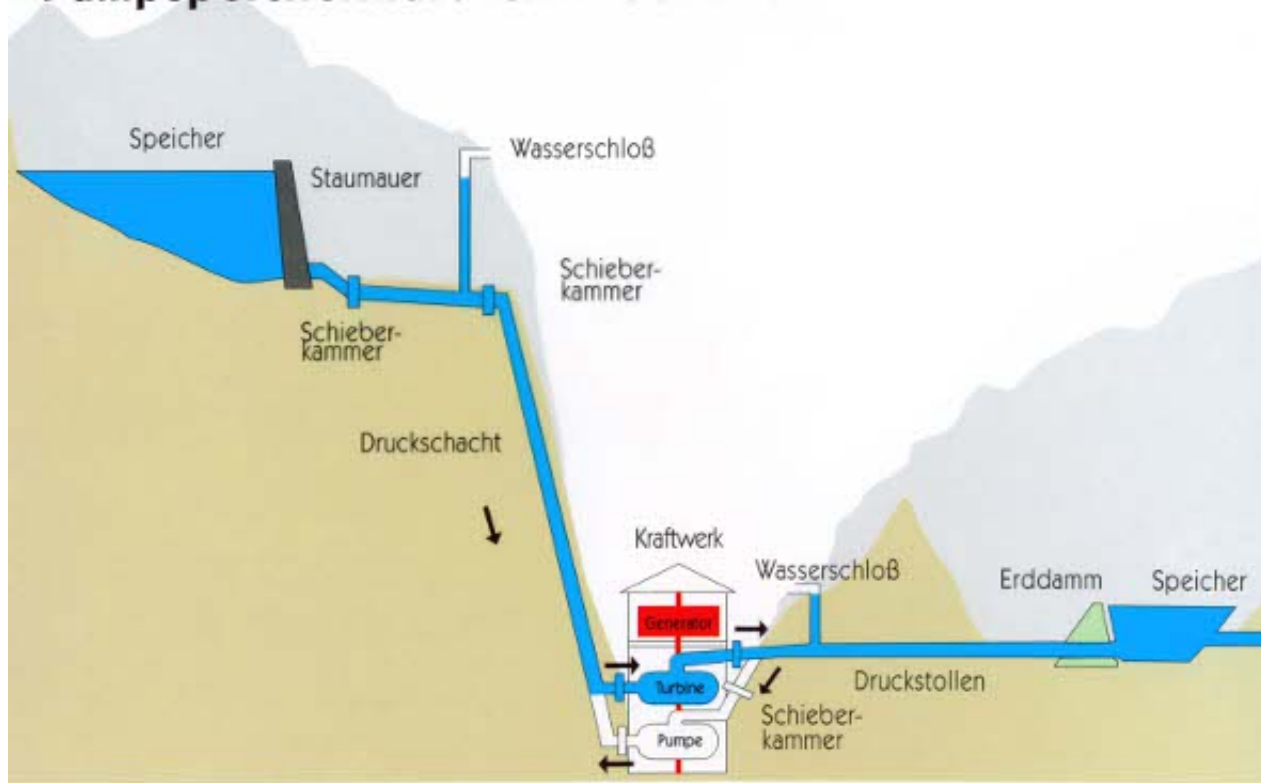 Speicher
Staumauer
Wasserschloß
Schieber-
kammer
Schieber-
kammer
Druckschacht
Kraftwerk
Generator
Turbine
Pumpe
Wasserschloß
Erddamm
Speicher
Druckstollen
Schieber-
kammer